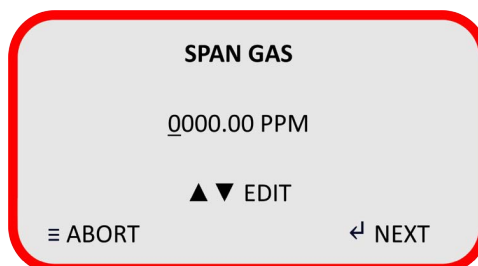 SPAN GAS
0000.00 PPM
▲ ▼ EDIT
≡ ABORT ↵ NEXT